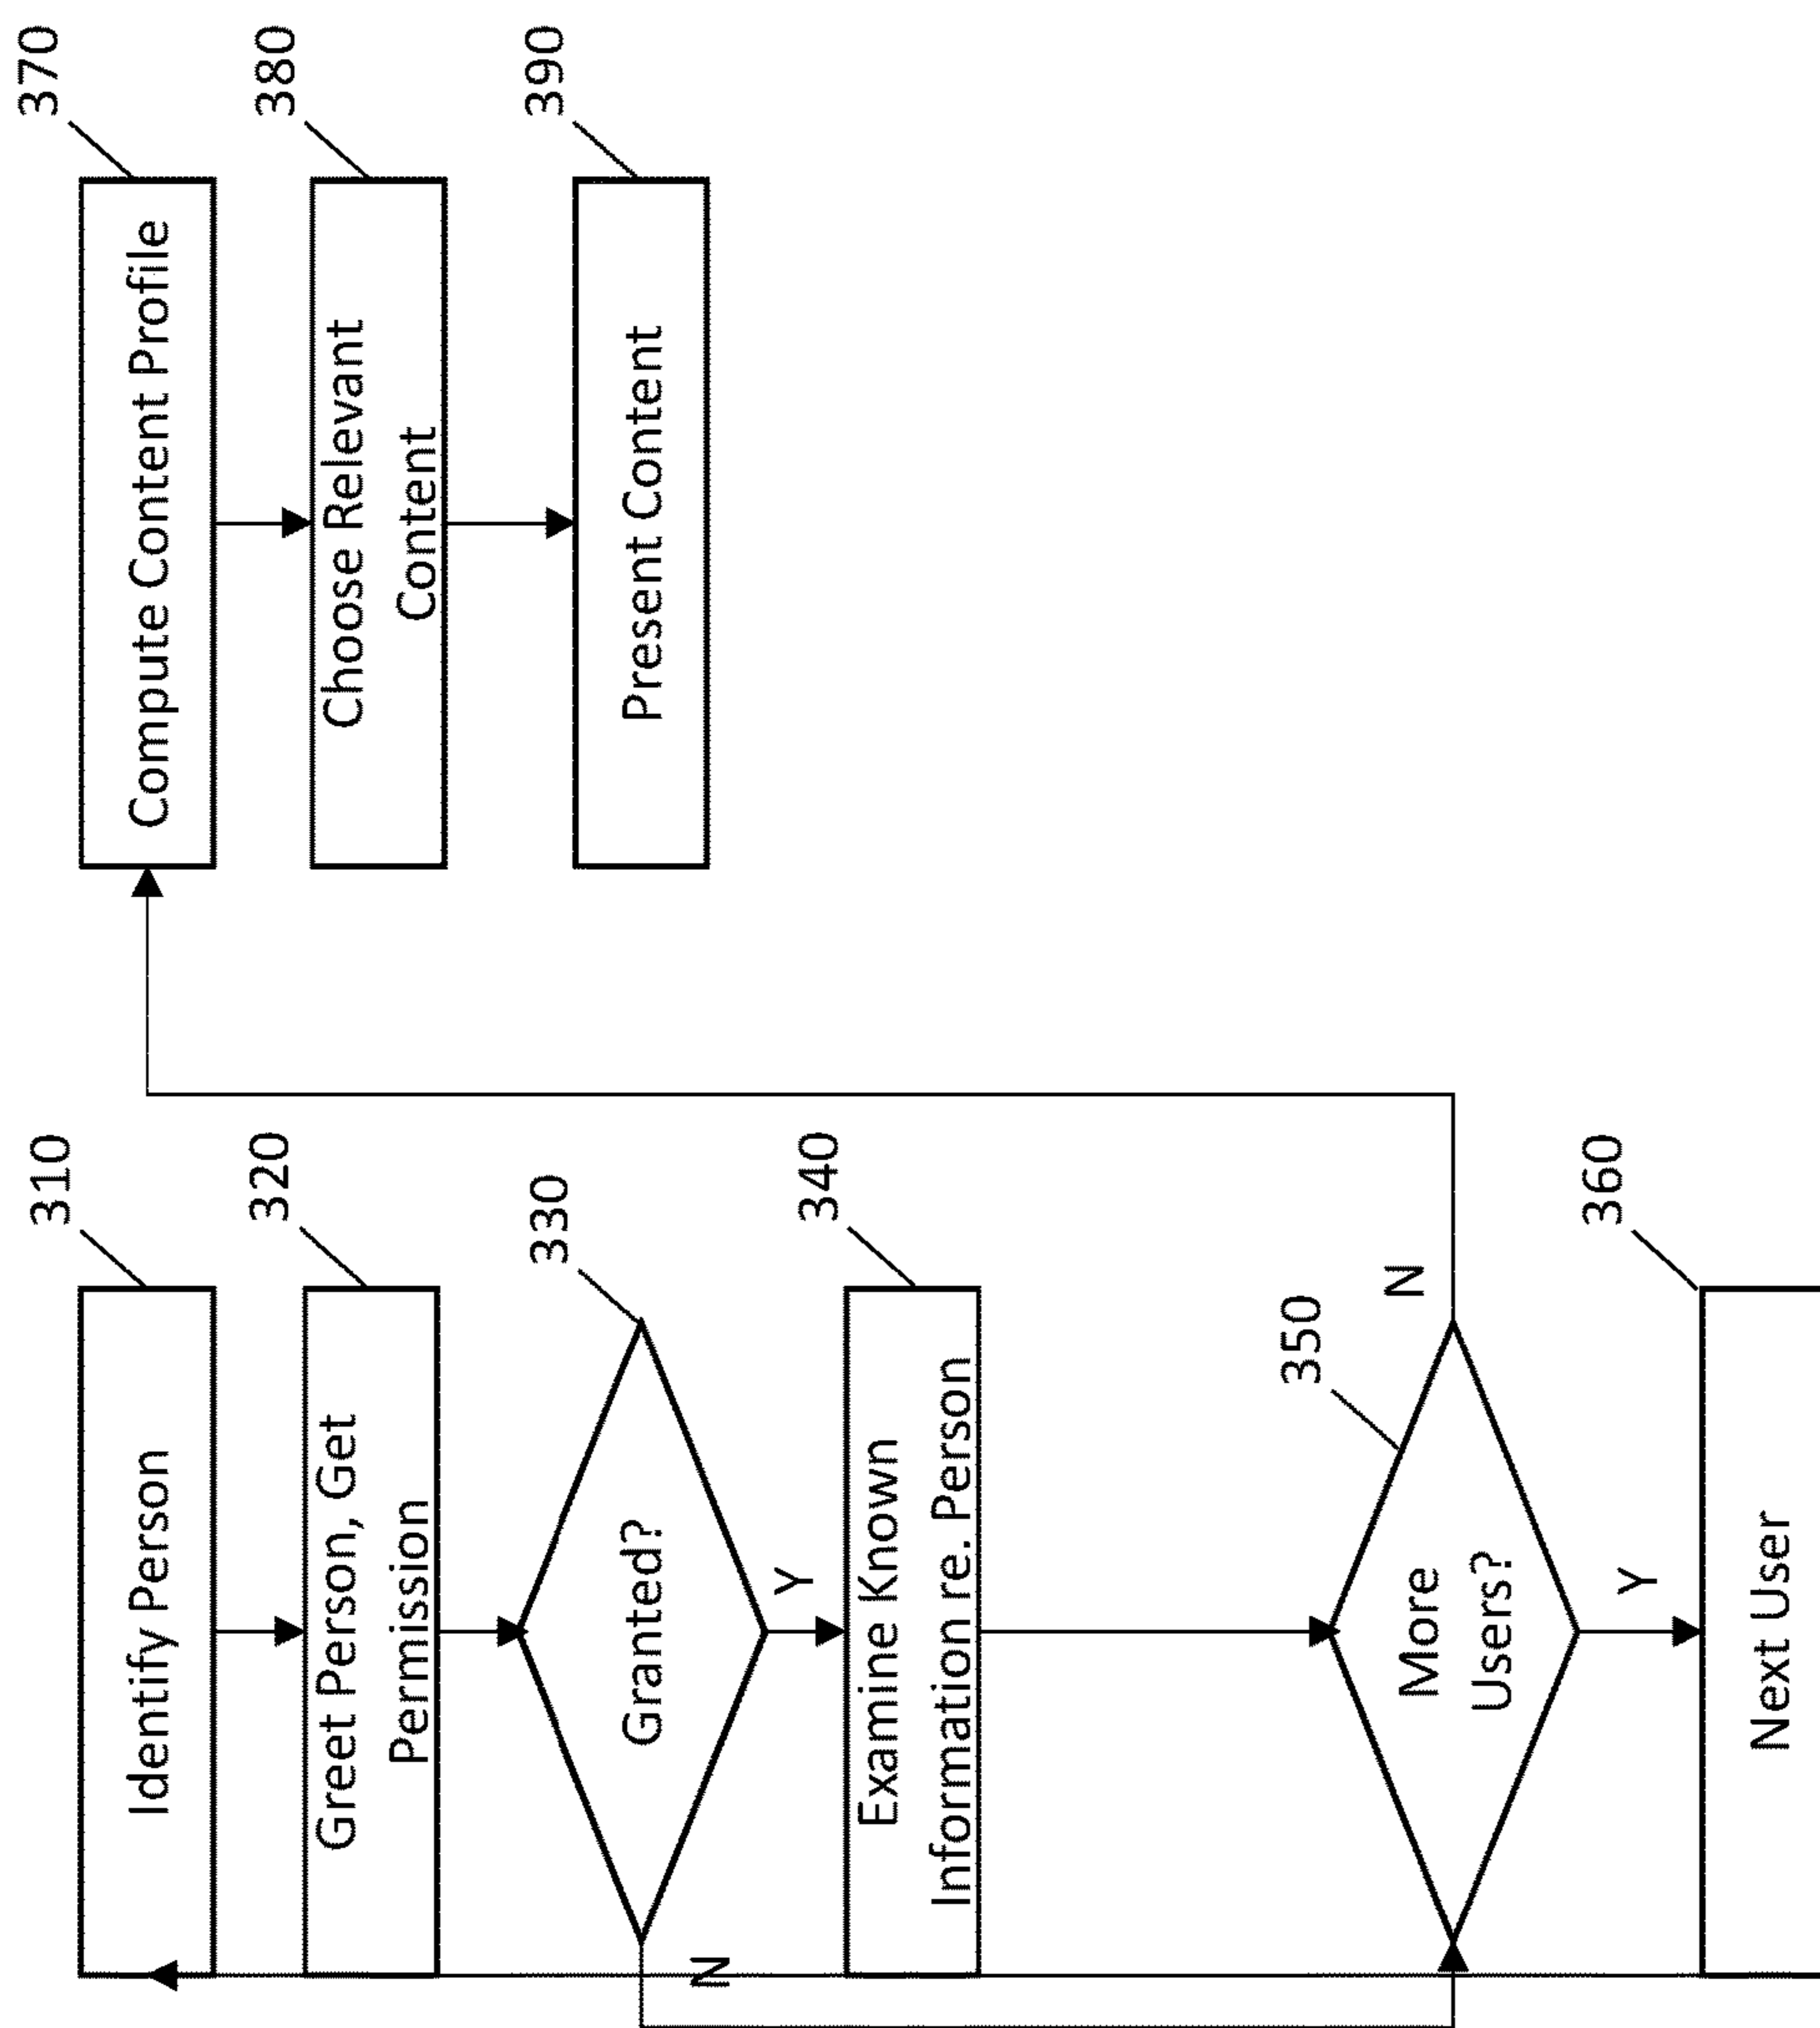 310
Identify Person
320
Greet Person, Get
Permission
330
Granted?
N
Y
340
Examine Known
Information re. Person
350
More
Users?
N
Y
360
Next User
370
Compute Content Profile
380
Choose Relevant
Content
390
Present Content